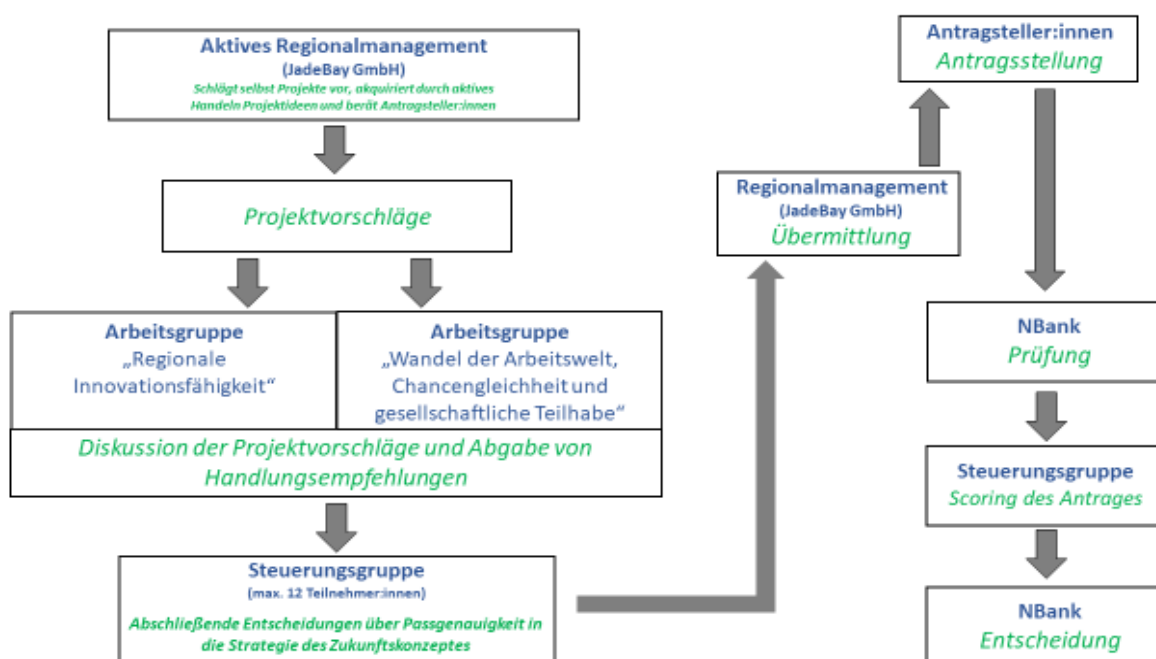 Aktives Regionalmanagement
(JadeBay GmbH)
Schlägt selbst Projekte vor, akquiriert durch aktives
Handeln Projektideen und berät Antragsteller:innen
Projektvorschläge
Arbeitsgruppe
„Regionale
Innovationsfähigkeit“
Arbeitsgruppe
„Wandel der Arbeitswelt,
Chancengleichheit und
gesellschaftliche Teilhabe“
Diskussion der Projektvorschläge und Abgabe von
Handlungsempfehlungen
Steuerungsgruppe
(max. 12 Teilnehmer:innen)
Abschließende Entscheidungen über Passgenauigkeit in
die Strategie des Zukunftskonzeptes
Regionalmanagement
(JadeBay GmbH)
Übermittlung
Antragsteller:innen
Antragsstellung
NBank
Prüfung
Steuerungsgruppe
Scoring des Antrages
NBank
Entscheidung